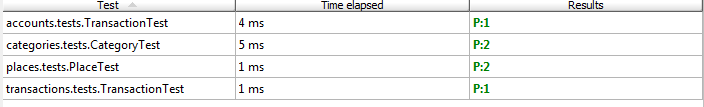 Test Time elapsed Results
accounts.tests.TransactionTest 4 ms P:1
categories.tests.CategoryTest 5 ms P:2
places.tests.PlaceTest 1 ms P:2
transactions.tests.TransactionTest 1 ms P:1